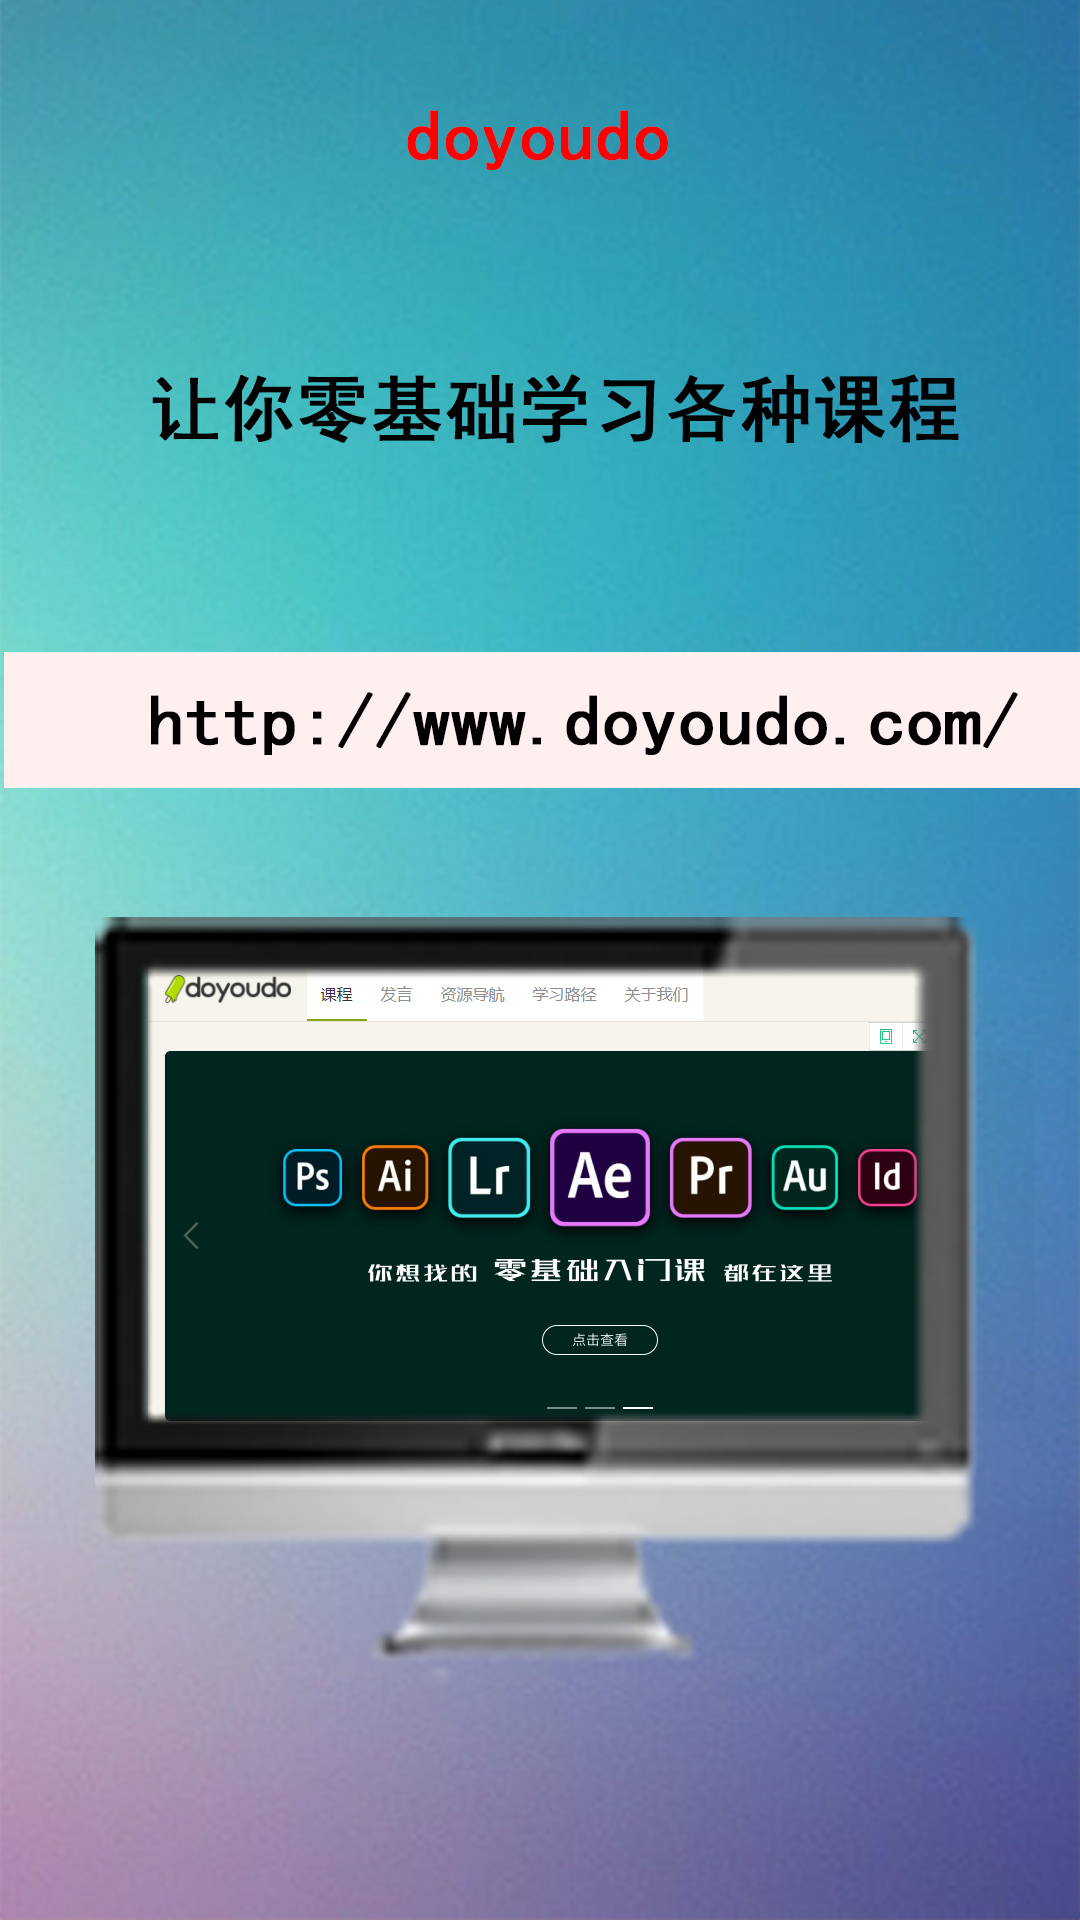 doyoudo
让你零基础学习各种课程
http://www.doyoudo.com/
doyoudo 课程 发言 资源导航 学习路径 关于我们
Ps Ai Lr Ae Pr Au Id
你想找的 零基础入门课 都在这里
点击查看